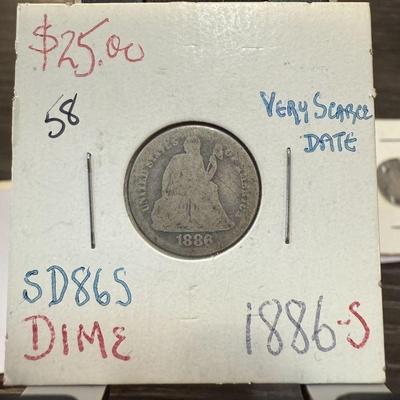 $25.00
58
VERY SCARCE
DATE
UNITED STATES OF AMERICA
1886
SD86S
DIME
1886-S